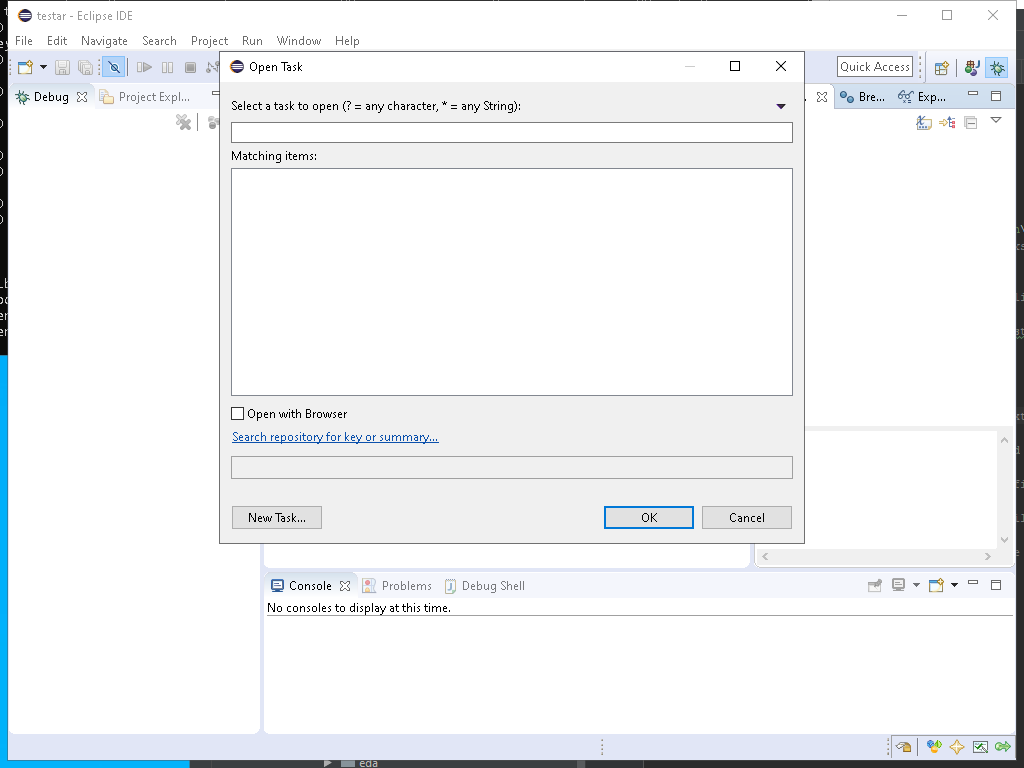 testar - Eclipse IDE
File Edit Navigate Search Project Run Window Help
Open Task
Quick Access
Debug Project Expl...
Bre... Exp...
Select a task to open (? = any character, * = any String):
Matching items:
Open with Browser
Search repository for key or summary...
New Task... OK Cancel
Console Problems Debug Shell
No consoles to display at this time.
eda